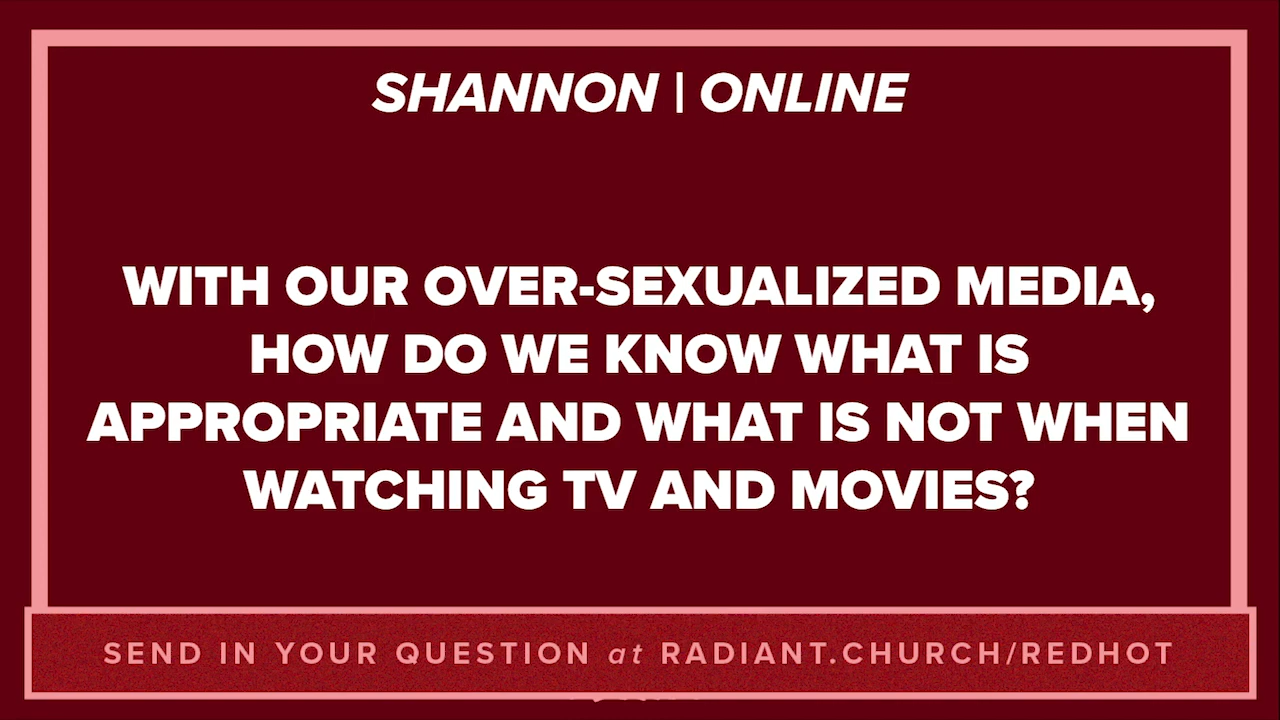 SHANNON | ONLINE
WITH OUR OVER-SEXUALIZED MEDIA,
HOW DO WE KNOW WHAT IS
APPROPRIATE AND WHAT IS NOT WHEN
WATCHING TV AND MOVIES?
SEND IN YOUR QUESTION at RADIANT.CHURCH/REDHOT